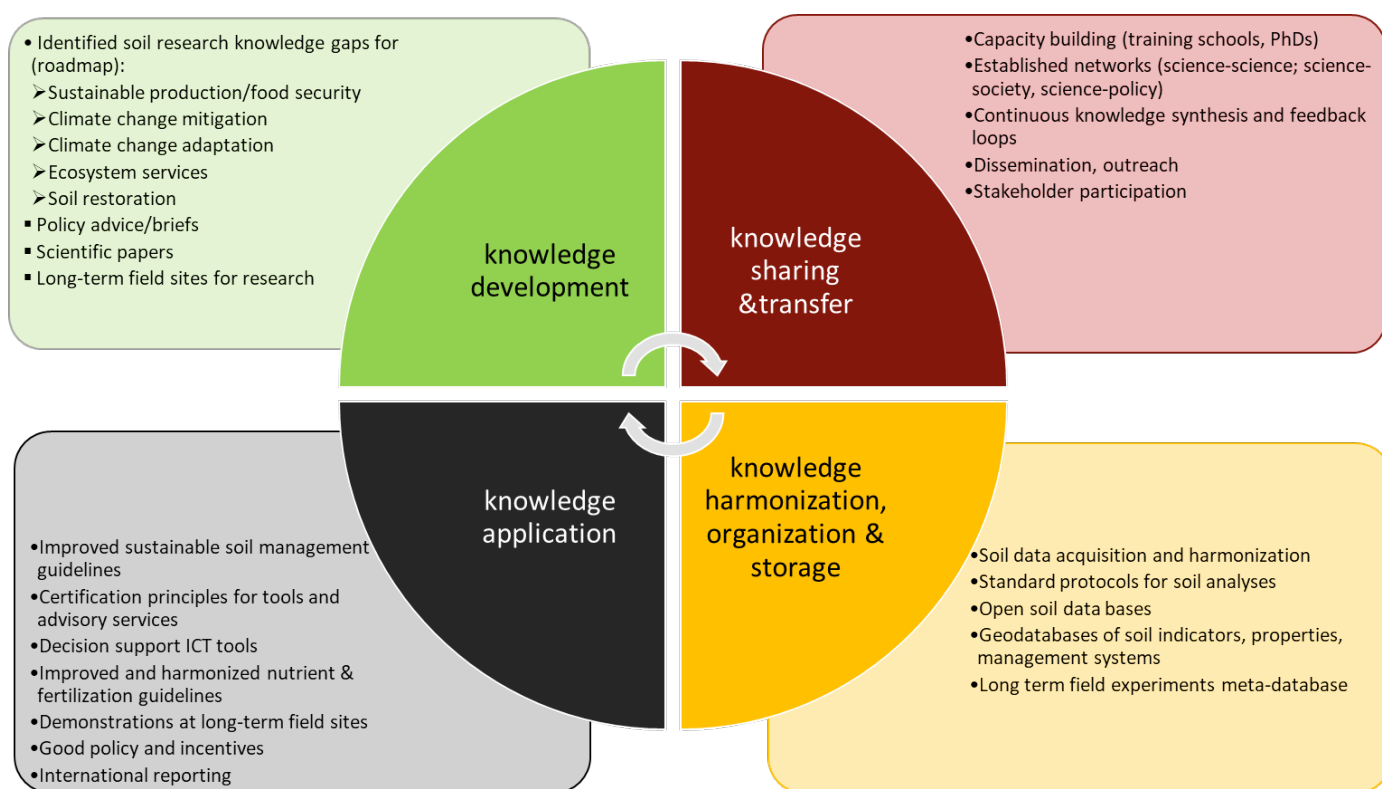 • Identified soil research knowledge gaps for
(roadmap):
➢Sustainable production/food security
➢Climate change mitigation
➢Climate change adaptation
➢Ecosystem services
➢Soil restoration
▪ Policy advice/briefs
▪ Scientific papers
▪ Long-term field sites for research
knowledge
development
•Capacity building (training schools, PhDs)
•Established networks (science-science; science-
society, science-policy)
•Continuous knowledge synthesis and feedback
loops
•Dissemination, outreach
•Stakeholder participation
knowledge
sharing
&transfer
•Improved sustainable soil management
guidelines
•Certification principles for tools and
advisory services
•Decision support ICT tools
•Improved and harmonized nutrient &
fertilization guidelines
•Demonstrations at long-term field sites
•Good policy and incentives
•International reporting
knowledge
application
knowledge
harmonization,
organization &
storage
•Soil data acquisition and harmonization
•Standard protocols for soil analyses
•Open soil data bases
•Geodatabases of soil indicators, properties,
management systems
•Long term field experiments meta-database